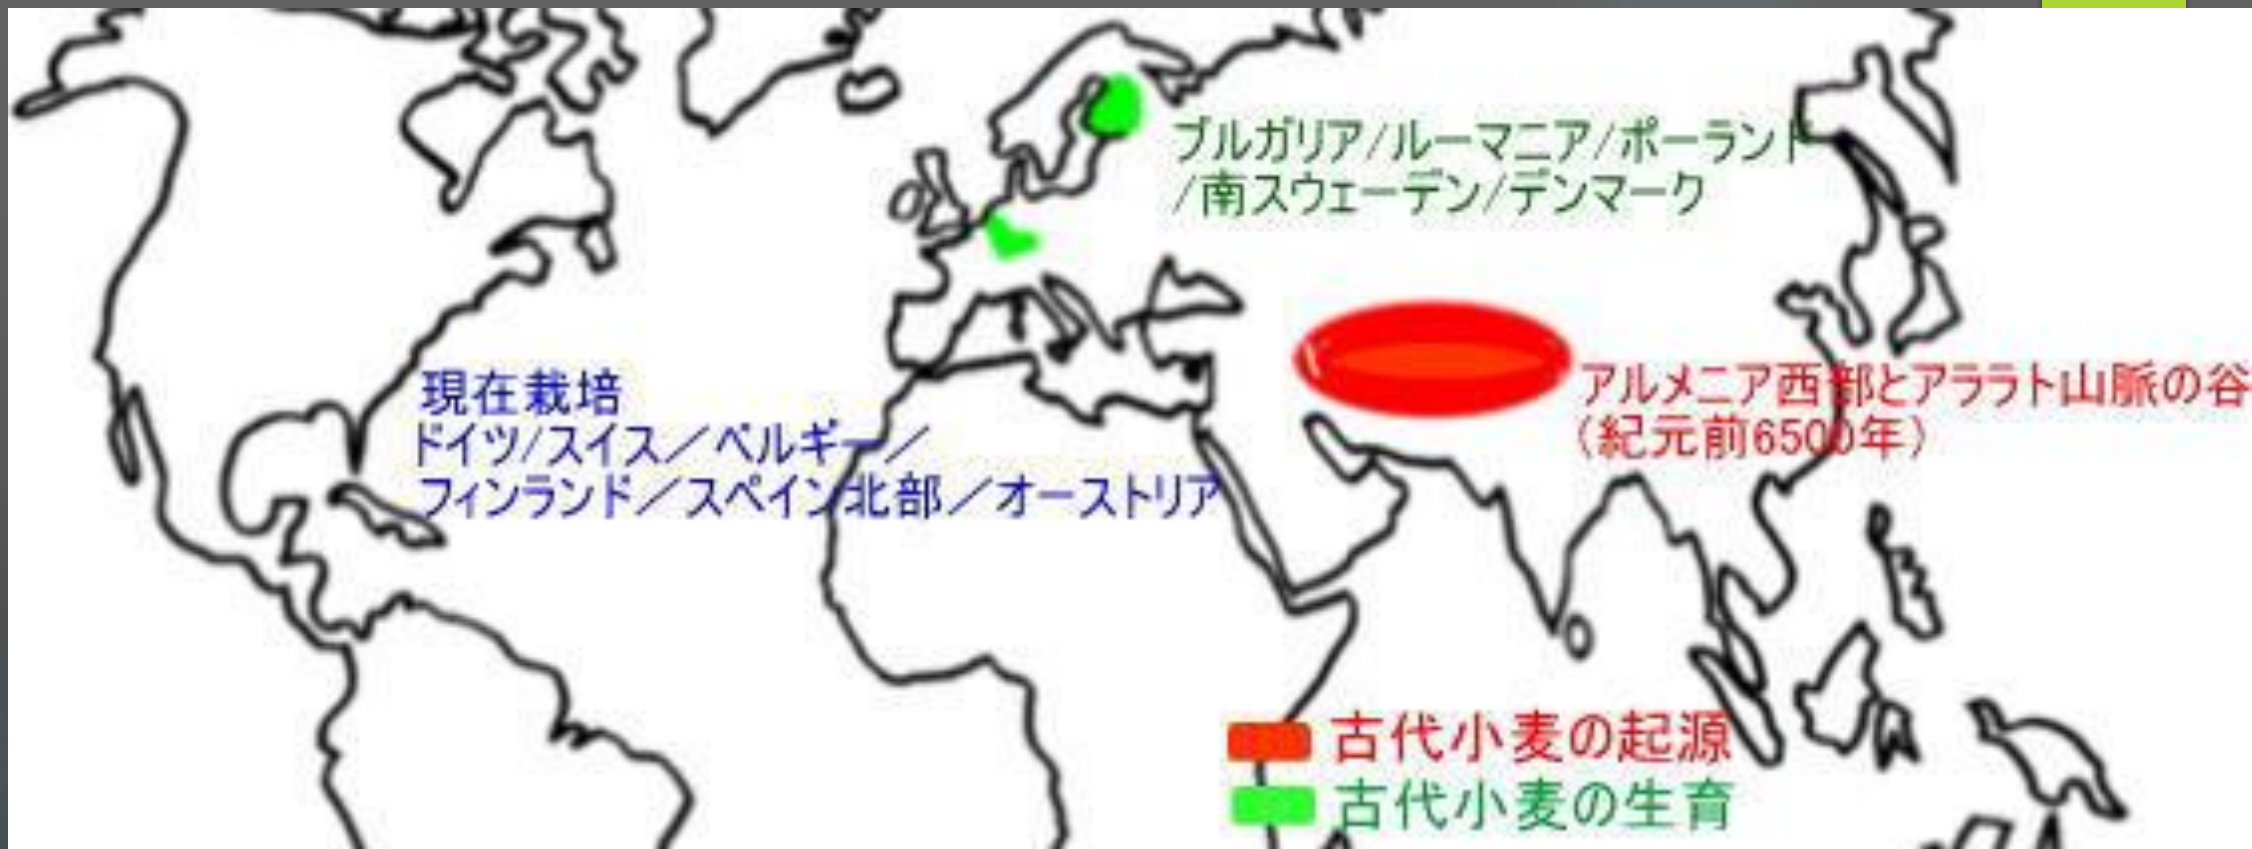 ブルガリア/ルーマニア/ポーランド
/南スウェーデン/デンマーク
アルメニア西部とアララト山脈の谷
（紀元前6500年）
現在栽培
ドイツ/スイス／ベルギー／
フィンランド／スペイン北部／オーストリア
古代小麦の起源
古代小麦の生育